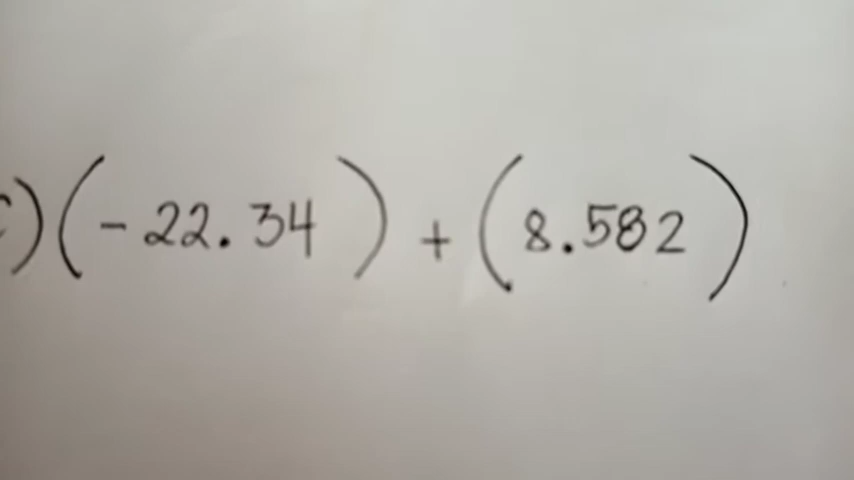 c) (- 22.34) + (8.582)